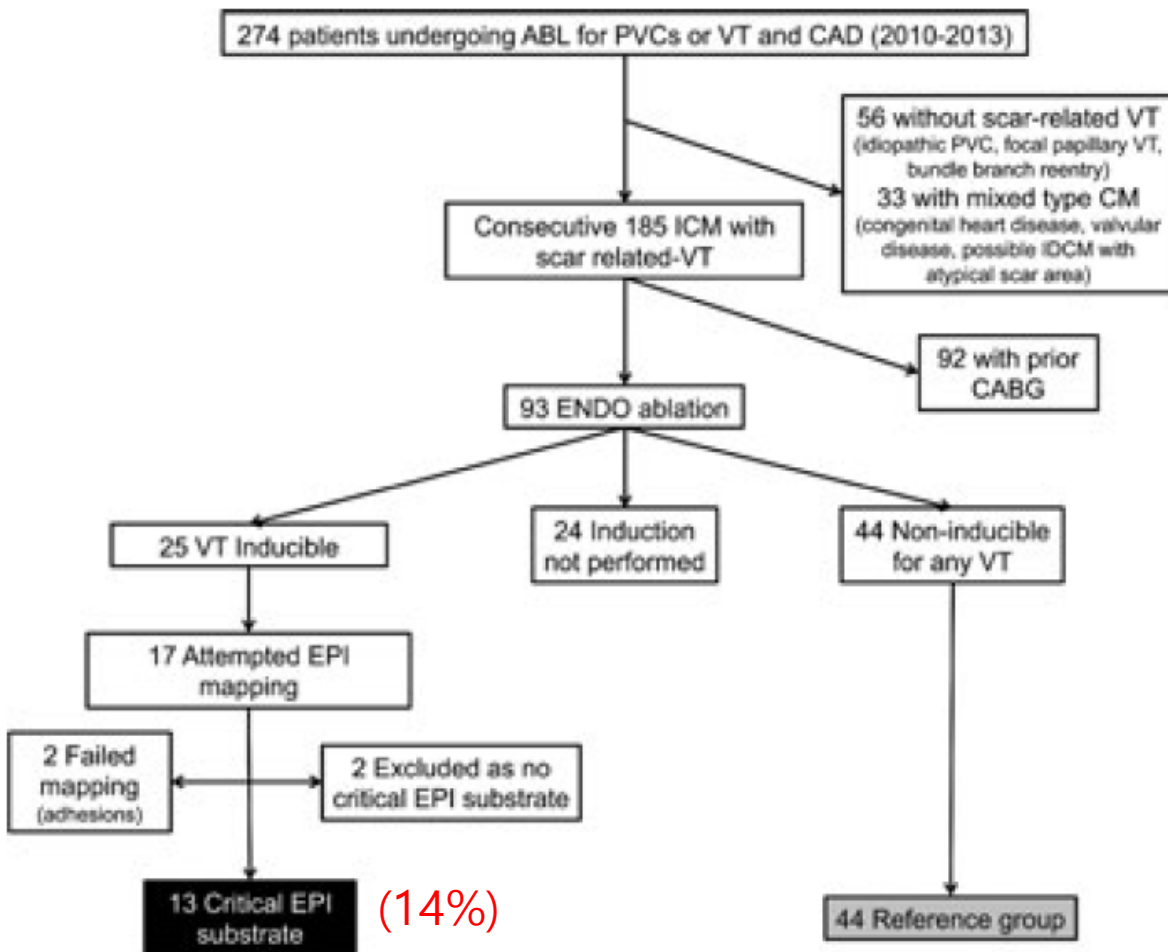 274 patients undergoing ABL for PVCs or VT and CAD (2010-2013)
56 without scar-related VT
(idiopathic PVC, focal papillary VT,
bundle branch reentry)
33 with mixed type CM
(congenital heart disease, valvular
disease, possible IDCM with
atypical scar area)
Consecutive 185 ICM with
scar related-VT
92 with prior
CABG
93 ENDO ablation
25 VT Inducible
24 Induction
not performed
44 Non-inducible
for any VT
17 Attempted EPI
mapping
2 Failed
mapping
(adhesions)
2 Excluded as no
critical EPI substrate
13 Critical EPI
substrate
(14%)
44 Reference group